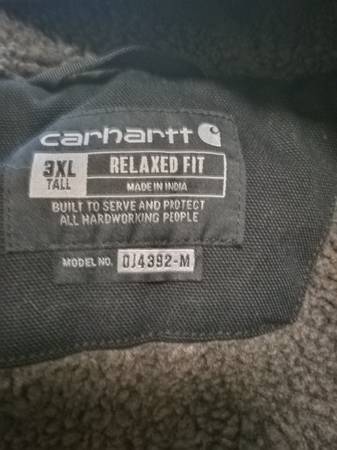 carhartt
3XL TALL RELAXED FIT
MADE IN INDIA
BUILT TO SERVE AND PROTECT
ALL HARDWORKING PEOPLE
MODEL NO. OJ4392-M